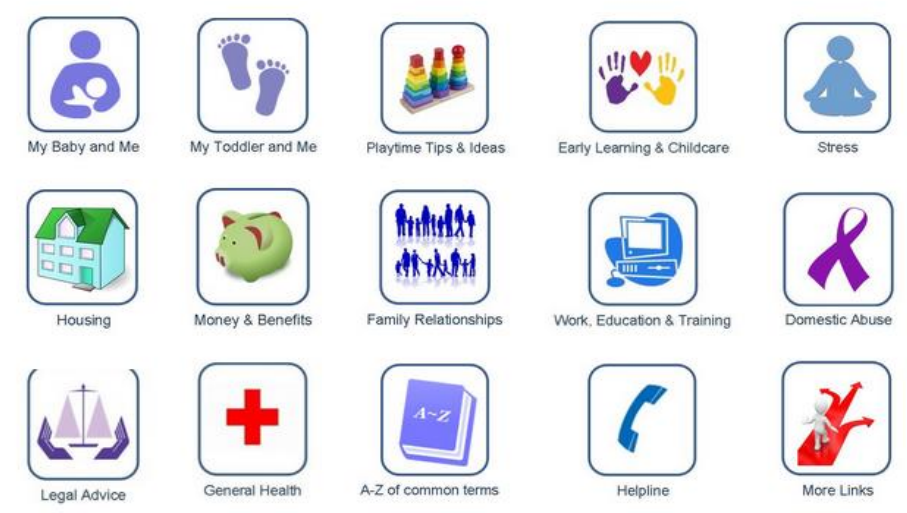 My Baby and Me
My Toddler and Me
Playtime Tips & Ideas
Early Learning & Childcare
Stress
Housing
Money & Benefits
Family Relationships
Work, Education & Training
Domestic Abuse
A~Z
Legal Advice
General Health
A-Z of common terms
Helpline
More Links